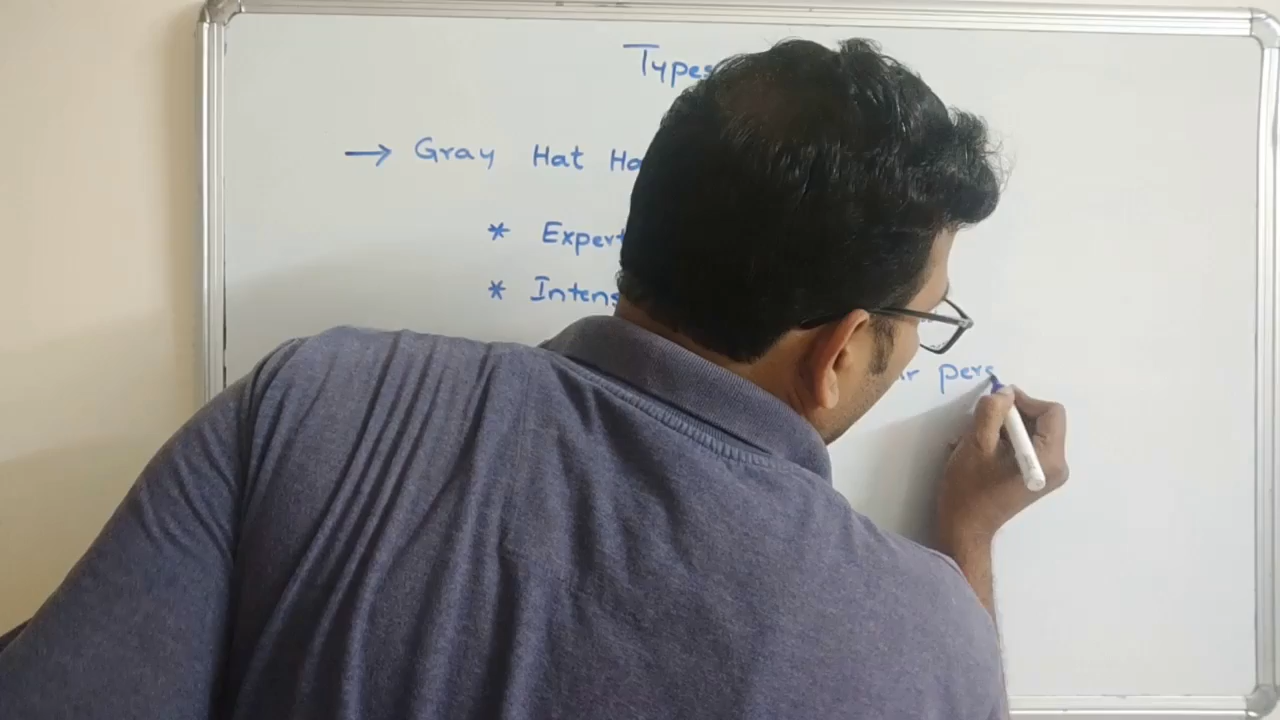 Types
→ Gray Hat Ha
* Expert
* Intens
r pers